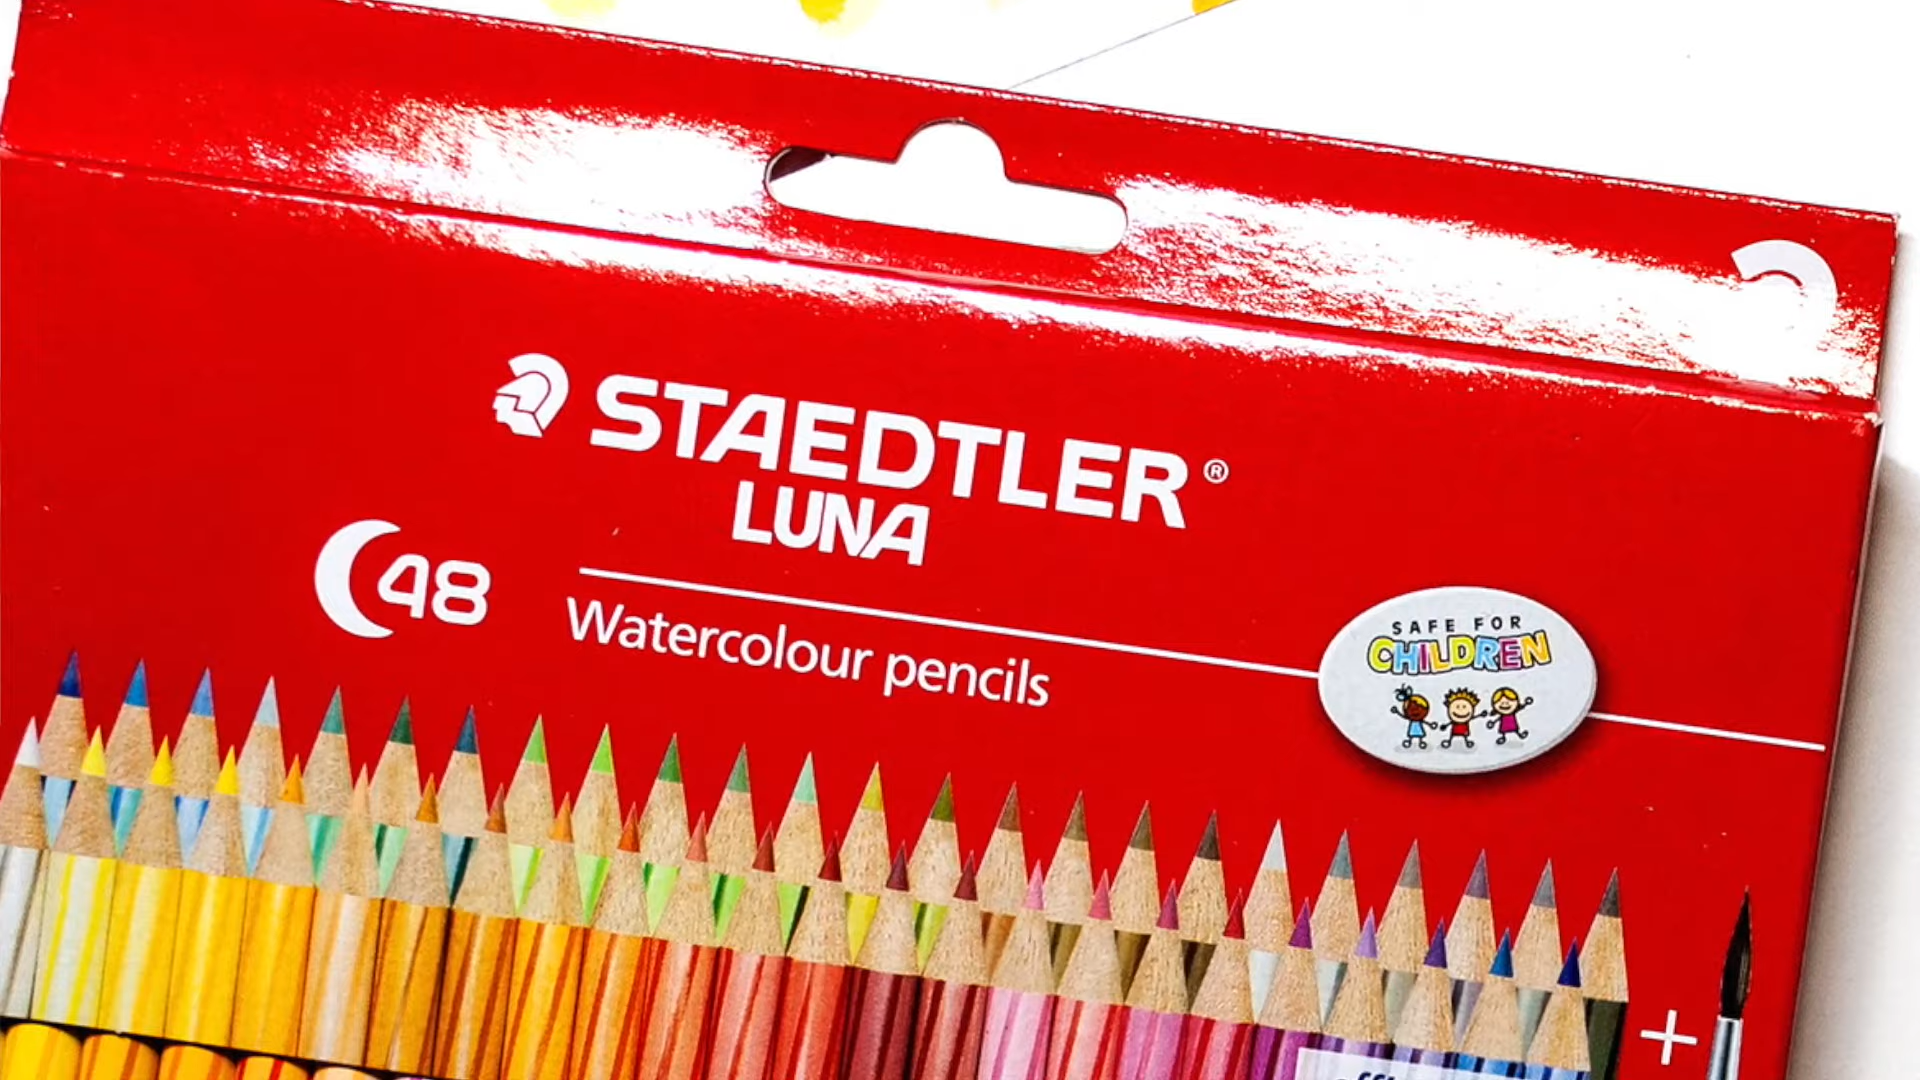 STAEDTLER®
LUNA
48
Watercolour pencils
SAFE FOR
CHILDREN
+